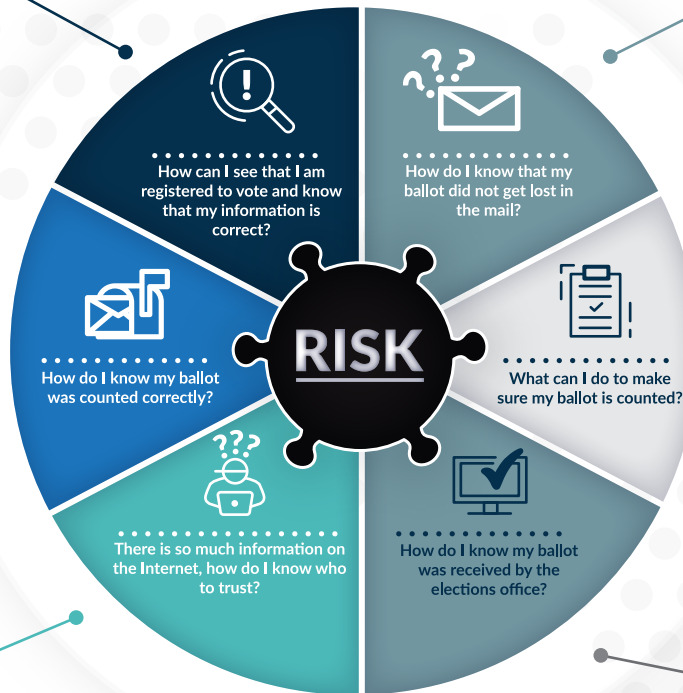 How can I see that I am
registered to vote and know
that my information is
correct?
How do I know that my
ballot did not get lost in
the mail?
How do I know my ballot
was counted correctly?
RISK
What can I do to make
sure my ballot is counted?
There is so much information on
the Internet, how do I know who
to trust?
How do I know my ballot
was received by the
elections office?